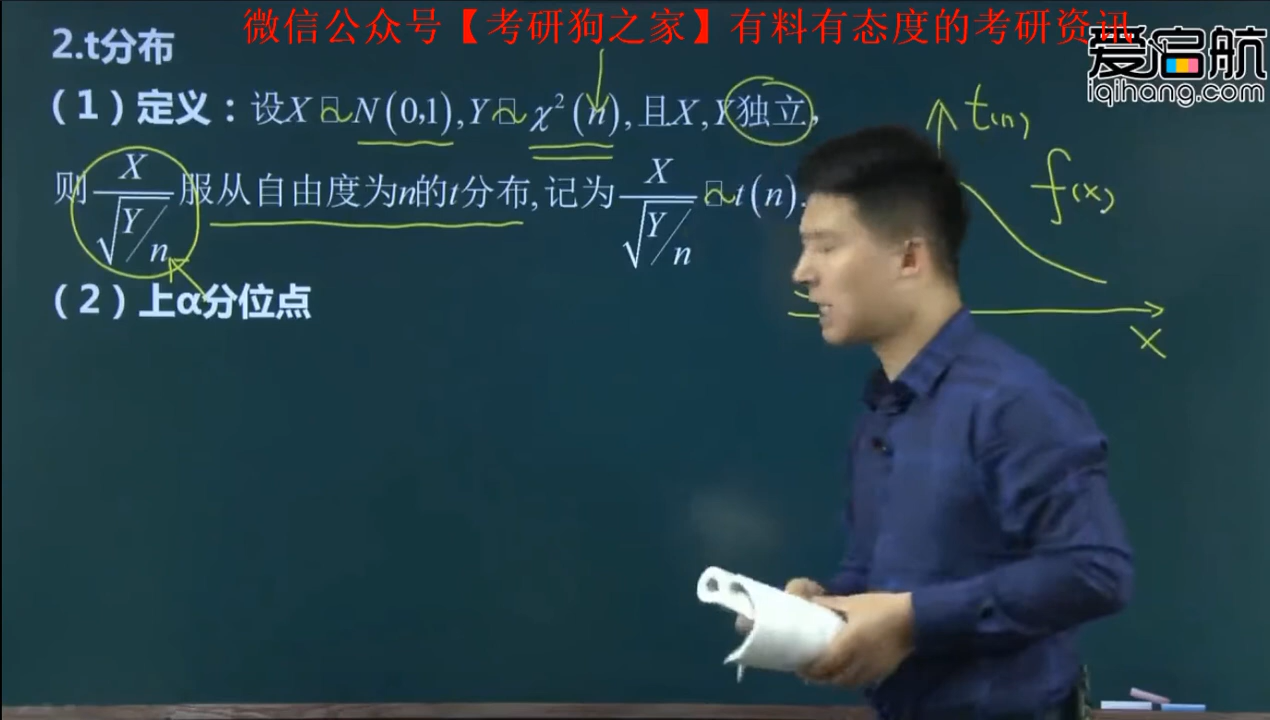 微信公众号【考研狗之家】有料有态度的考研资讯
爱启航
iqihang.com
2.t分布
（1）定义：设X~N(0,1),Y~χ²(n),且X,Y独立,
则 X/√(Y/n) 服从自由度为n的t分布,记为 X/√(Y/n) ~ t(n).
（2）上α分位点
t(n)
f(x)
x